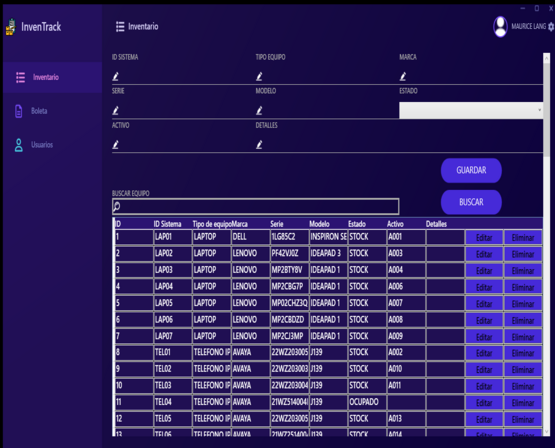 InvenTrack
Inventario
MAURICE LANG
Inventario
Boleta
Usuarios
ID SISTEMA TIPO EQUIPO MARCA
SERIE MODELO ESTADO
ACTIVO DETALLES
GUARDAR
BUSCAR EQUIPO
BUSCAR
ID ID Sistema Tipo de equipo Marca Serie Modelo Estado Activo Detalles
1 LAP01 LAPTOP DELL 1LG85C2 INSPIRON SE STOCK A001 Editar Eliminar
2 LAP02 LAPTOP LENOVO PF42VJ0Z IDEAPAD 3 STOCK A003 Editar Eliminar
3 LAP03 LAPTOP LENOVO MP2BTYBV IDEAPAD 1 STOCK A004 Editar Eliminar
4 LAP04 LAPTOP LENOVO MP2CBG7P IDEAPAD 1 STOCK A006 Editar Eliminar
5 LAP05 LAPTOP LENOVO MP02CHZ3Q IDEAPAD 1 STOCK A007 Editar Eliminar
6 LAP06 LAPTOP LENOVO MP2CBDZD IDEAPAD 1 STOCK A008 Editar Eliminar
7 LAP07 LAPTOP LENOVO MP2CJ3MP IDEAPAD 1 STOCK A009 Editar Eliminar
8 TEL01 TELEFONO IP AVAYA 22WZ203005 J139 STOCK A002 Editar Eliminar
9 TEL02 TELEFONO IP AVAYA 22WZ203003 J139 STOCK A010 Editar Eliminar
10 TEL03 TELEFONO IP AVAYA 22WZ203004 J139 STOCK A011 Editar Eliminar
11 TEL04 TELEFONO IP AVAYA 21WZ514004 J139 OCUPADO Editar Eliminar
12 TEL05 TELEFONO IP AVAYA 22WZ203005 J139 STOCK A013 Editar Eliminar
13 TEL06 TELEFONO IP AVAYA J139 STOCK A014 Editar Eliminar